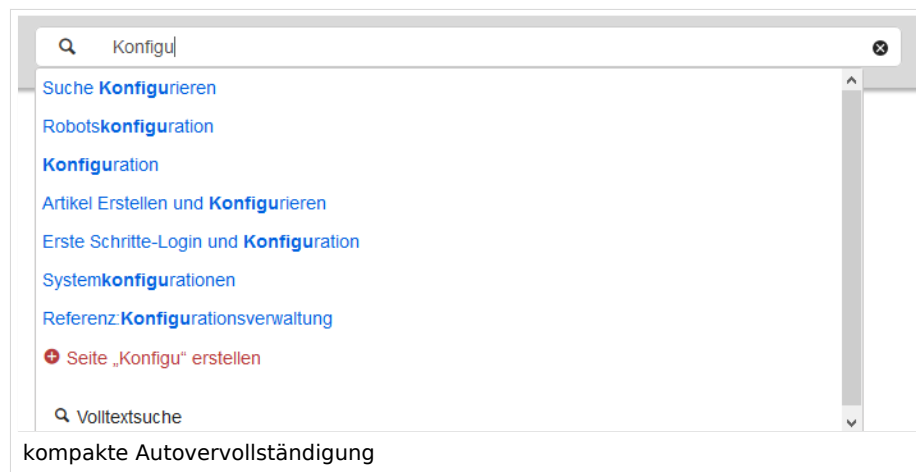 Konfigu
Suche Konfigurieren
Robotskonfiguration
Konfiguration
Artikel Erstellen und Konfigurieren
Erste Schritte-Login und Konfiguration
Systemkonfigurationen
Referenz:Konfigurationsverwaltung
Seite „Konfigu“ erstellen
Volltextsuche
kompakte Autovervollständigung